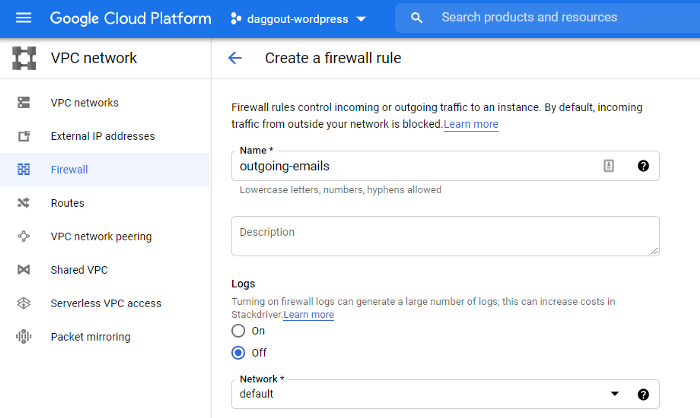 Google Cloud Platform
daggout-wordpress
Search products and resources
VPC network
Create a firewall rule
VPC networks
External IP addresses
Firewall
Routes
VPC network peering
Shared VPC
Serverless VPC access
Packet mirroring
Firewall rules control incoming or outgoing traffic to an instance. By default, incoming
traffic from outside your network is blocked.Learn more
Name *
outgoing-emails
Lowercase letters, numbers, hyphens allowed
Description
Logs
Turning on firewall logs can generate a large number of logs; this can increase costs in
Stackdriver.Learn more
On
Off
Network *
default